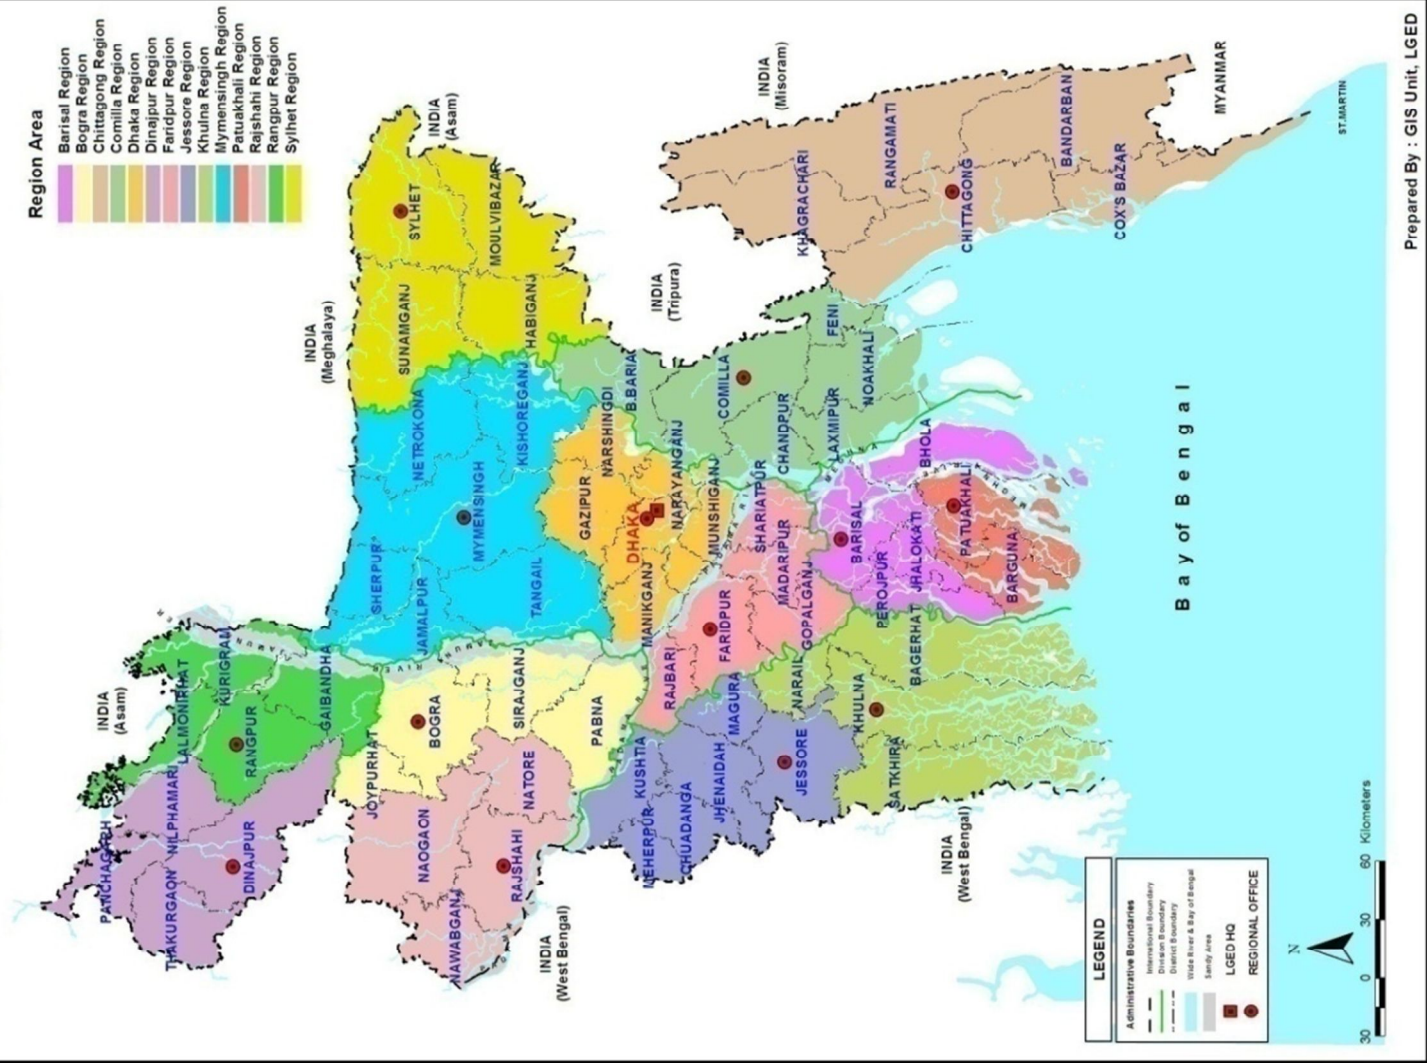 Region Area
Barisal Region
Bogra Region
Chittagong Region
Comilla Region
Dhaka Region
Dinajpur Region
Faridpur Region
Jessore Region
Khulna Region
Mymensingh Region
Patuakhali Region
Rajshahi Region
Rangpur Region
Sylhet Region
INDIA
(Asam)
INDIA
(Meghalaya)
INDIA
(Asam)
INDIA
(Tripura)
INDIA
(Misoram)
MYANMAR
INDIA
(West Bengal)
INDIA
(West Bengal)
PANCHAGARH
THAKURGAON
NILPHAMARI
DINAJPUR
LALMONIRHAT
KURIGRAM
RANGPUR
GAIBANDHA
JOYPURHAT
BOGRA
NAOGAON
NAWABGANJ
RAJSHAHI
NATORE
SIRAJGANJ
PABNA
SHERPUR
JAMALPUR
NETROKONA
MYMENSINGH
KISHOREGANJ
TANGAIL
SUNAMGANJ
SYLHET
MOULVIBAZAR
HABIGANJ
GAZIPUR
NARSHINGDI
DHAKA
MANIKGANJ
NARAYANGANJ
MUNSHIGANJ
B.BARIA
COMILLA
CHANDPUR
LAXMIPUR
NOAKHALI
FENI
RAJBARI
FARIDPUR
SHARIATPUR
MADARIPUR
GOPALGANJ
KUSHTIA
MEHERPUR
CHUADANGA
JHENAIDAH
MAGURA
NARAIL
JESSORE
KHULNA
SATKHIRA
BAGERHAT
PEROJPUR
BARISAL
JHALOKATI
BHOLA
PATUAKHALI
BARGUNA
KHAGRACHARI
RANGAMATI
CHITTAGONG
BANDARBAN
COX'S BAZAR
ST.MARTIN
Bay of Bengal
LEGEND
Administrative Boundaries
International Boundary
Division Boundary
District Boundary
Wide River & Bay of Bengal
Sandy Area
LGED HQ
REGIONAL OFFICE
N
30 0 30 60 Kilometers
Prepared By : GIS Unit, LGED